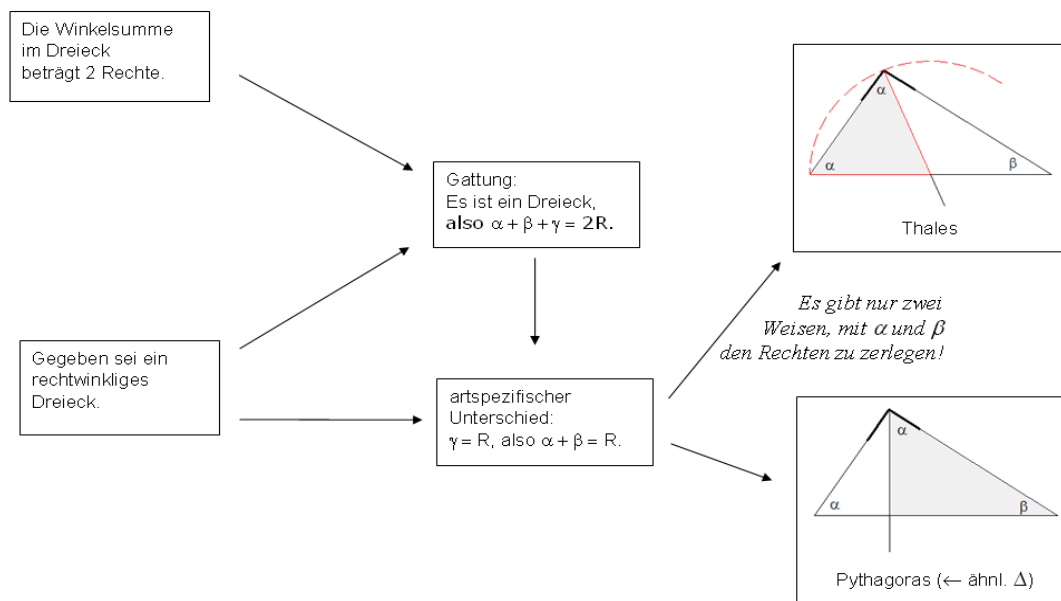 Die Winkelsumme
im Dreieck
beträgt 2 Rechte.
Gattung:
Es ist ein Dreieck,
also α + β + γ = 2R.
Gegeben sei ein
rechtwinkliges
Dreieck.
artspezifischer
Unterschied:
γ = R, also α + β = R.
α
α
β
Thales
Es gibt nur zwei
Weisen, mit α und β
den Rechten zu zerlegen!
α
α
β
Pythagoras (← ähnl. Δ)